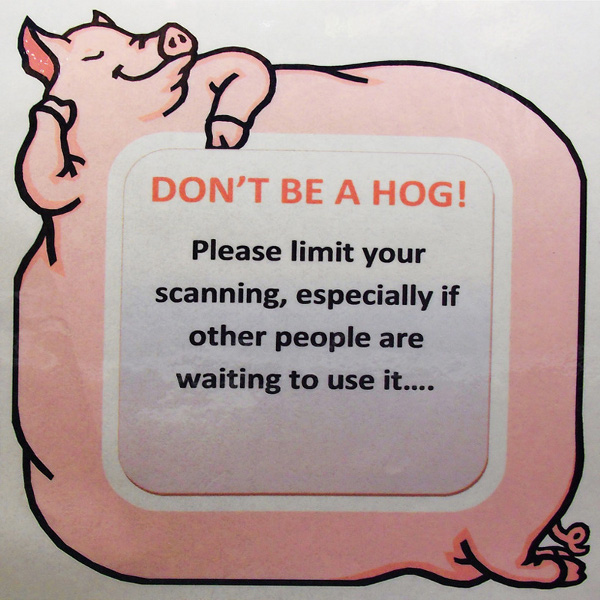 DON'T BE A HOG!
Please limit your
scanning, especially if
other people are
waiting to use it....